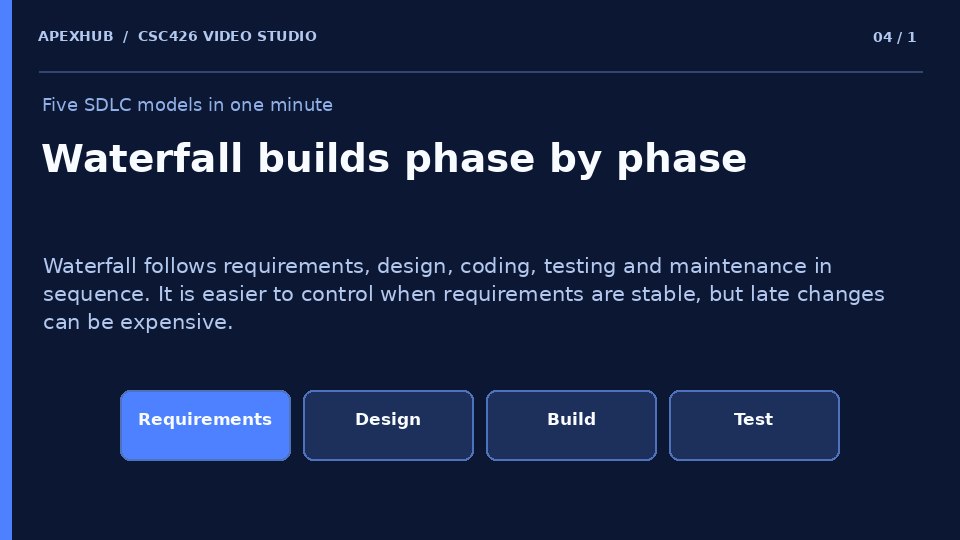 APEXHUB / CSC426 VIDEO STUDIO
04 / 1
Five SDLC models in one minute
Waterfall builds phase by phase
Waterfall follows requirements, design, coding, testing and maintenance in
sequence. It is easier to control when requirements are stable, but late changes
can be expensive.
Requirements
Design
Build
Test